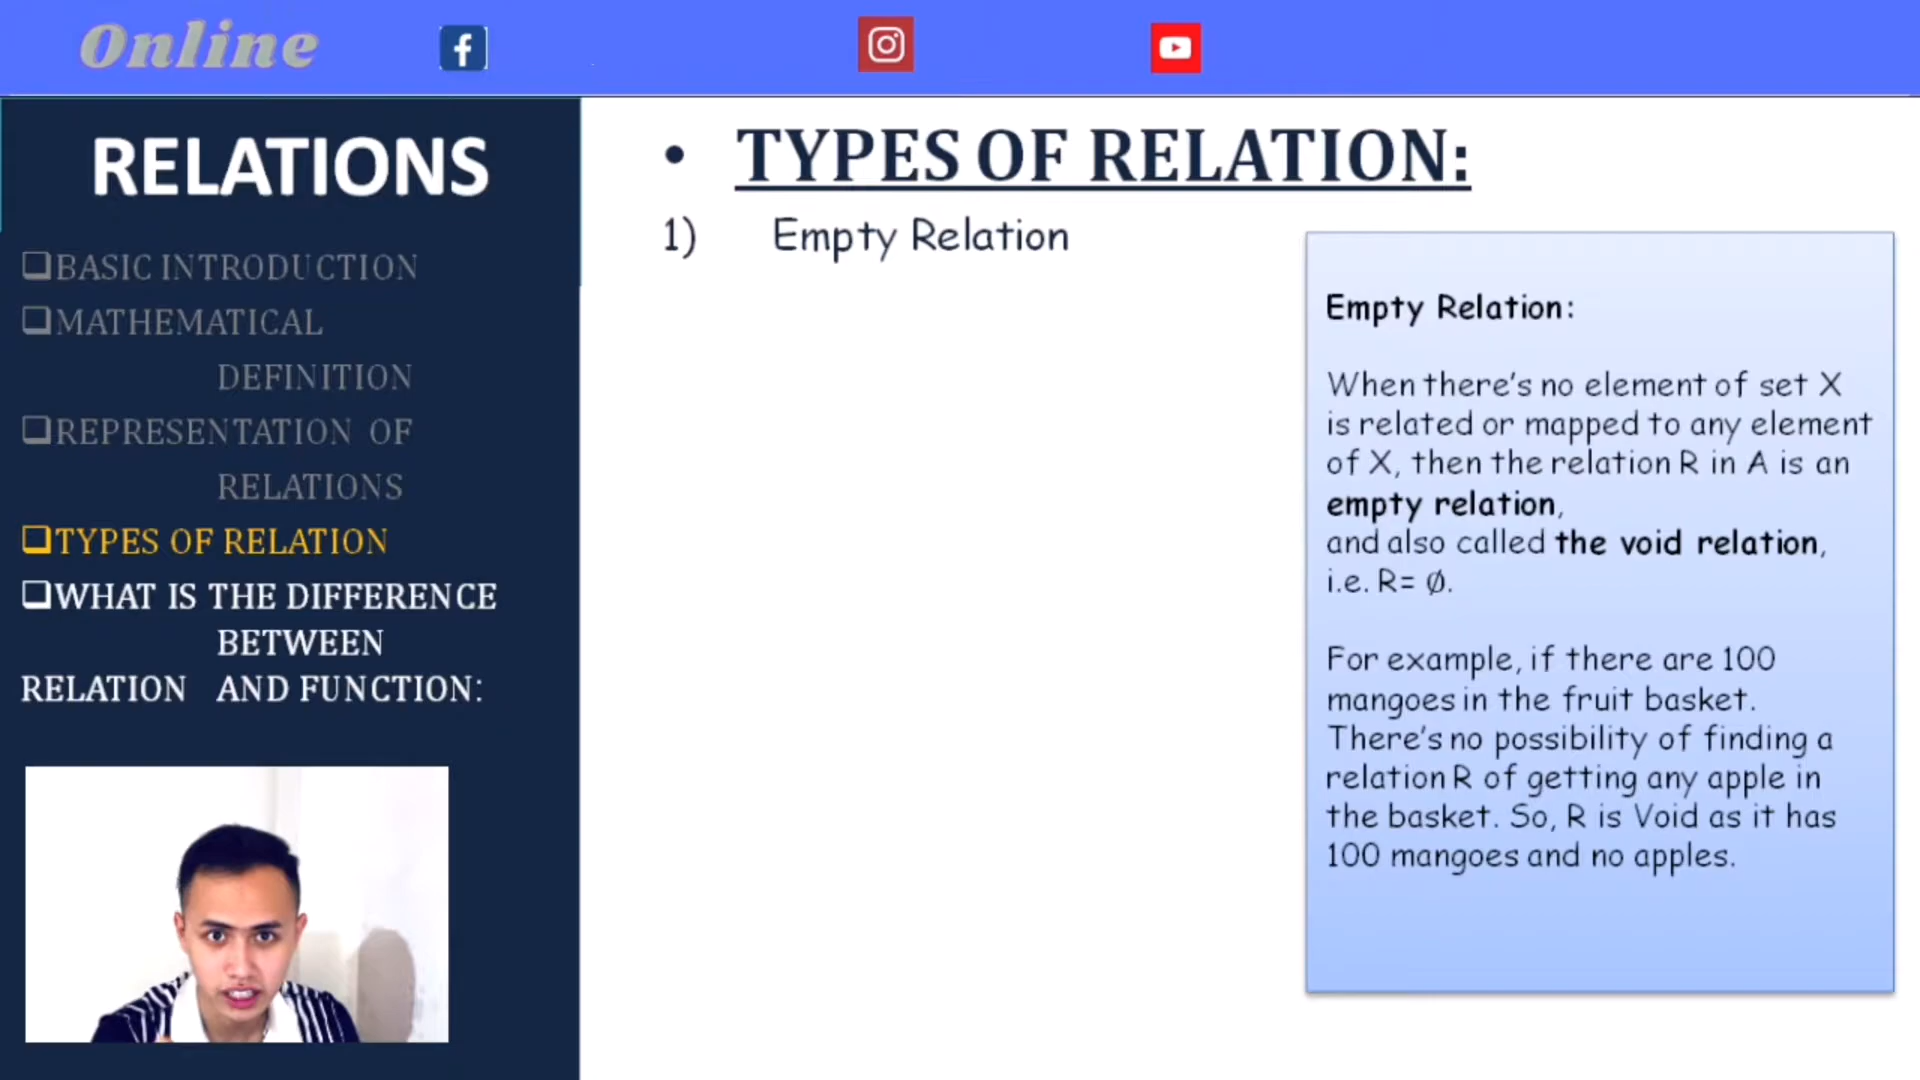 Online
RELATIONS
BASIC INTRODUCTION
MATHEMATICAL
DEFINITION
REPRESENTATION OF
RELATIONS
TYPES OF RELATION
WHAT IS THE DIFFERENCE
BETWEEN
RELATION AND FUNCTION:
• TYPES OF RELATION:
1) Empty Relation
Empty Relation:
When there's no element of set X
is related or mapped to any element
of X, then the relation R in A is an
empty relation,
and also called the void relation,
i.e. R= ∅.
For example, if there are 100
mangoes in the fruit basket.
There's no possibility of finding a
relation R of getting any apple in
the basket. So, R is Void as it has
100 mangoes and no apples.